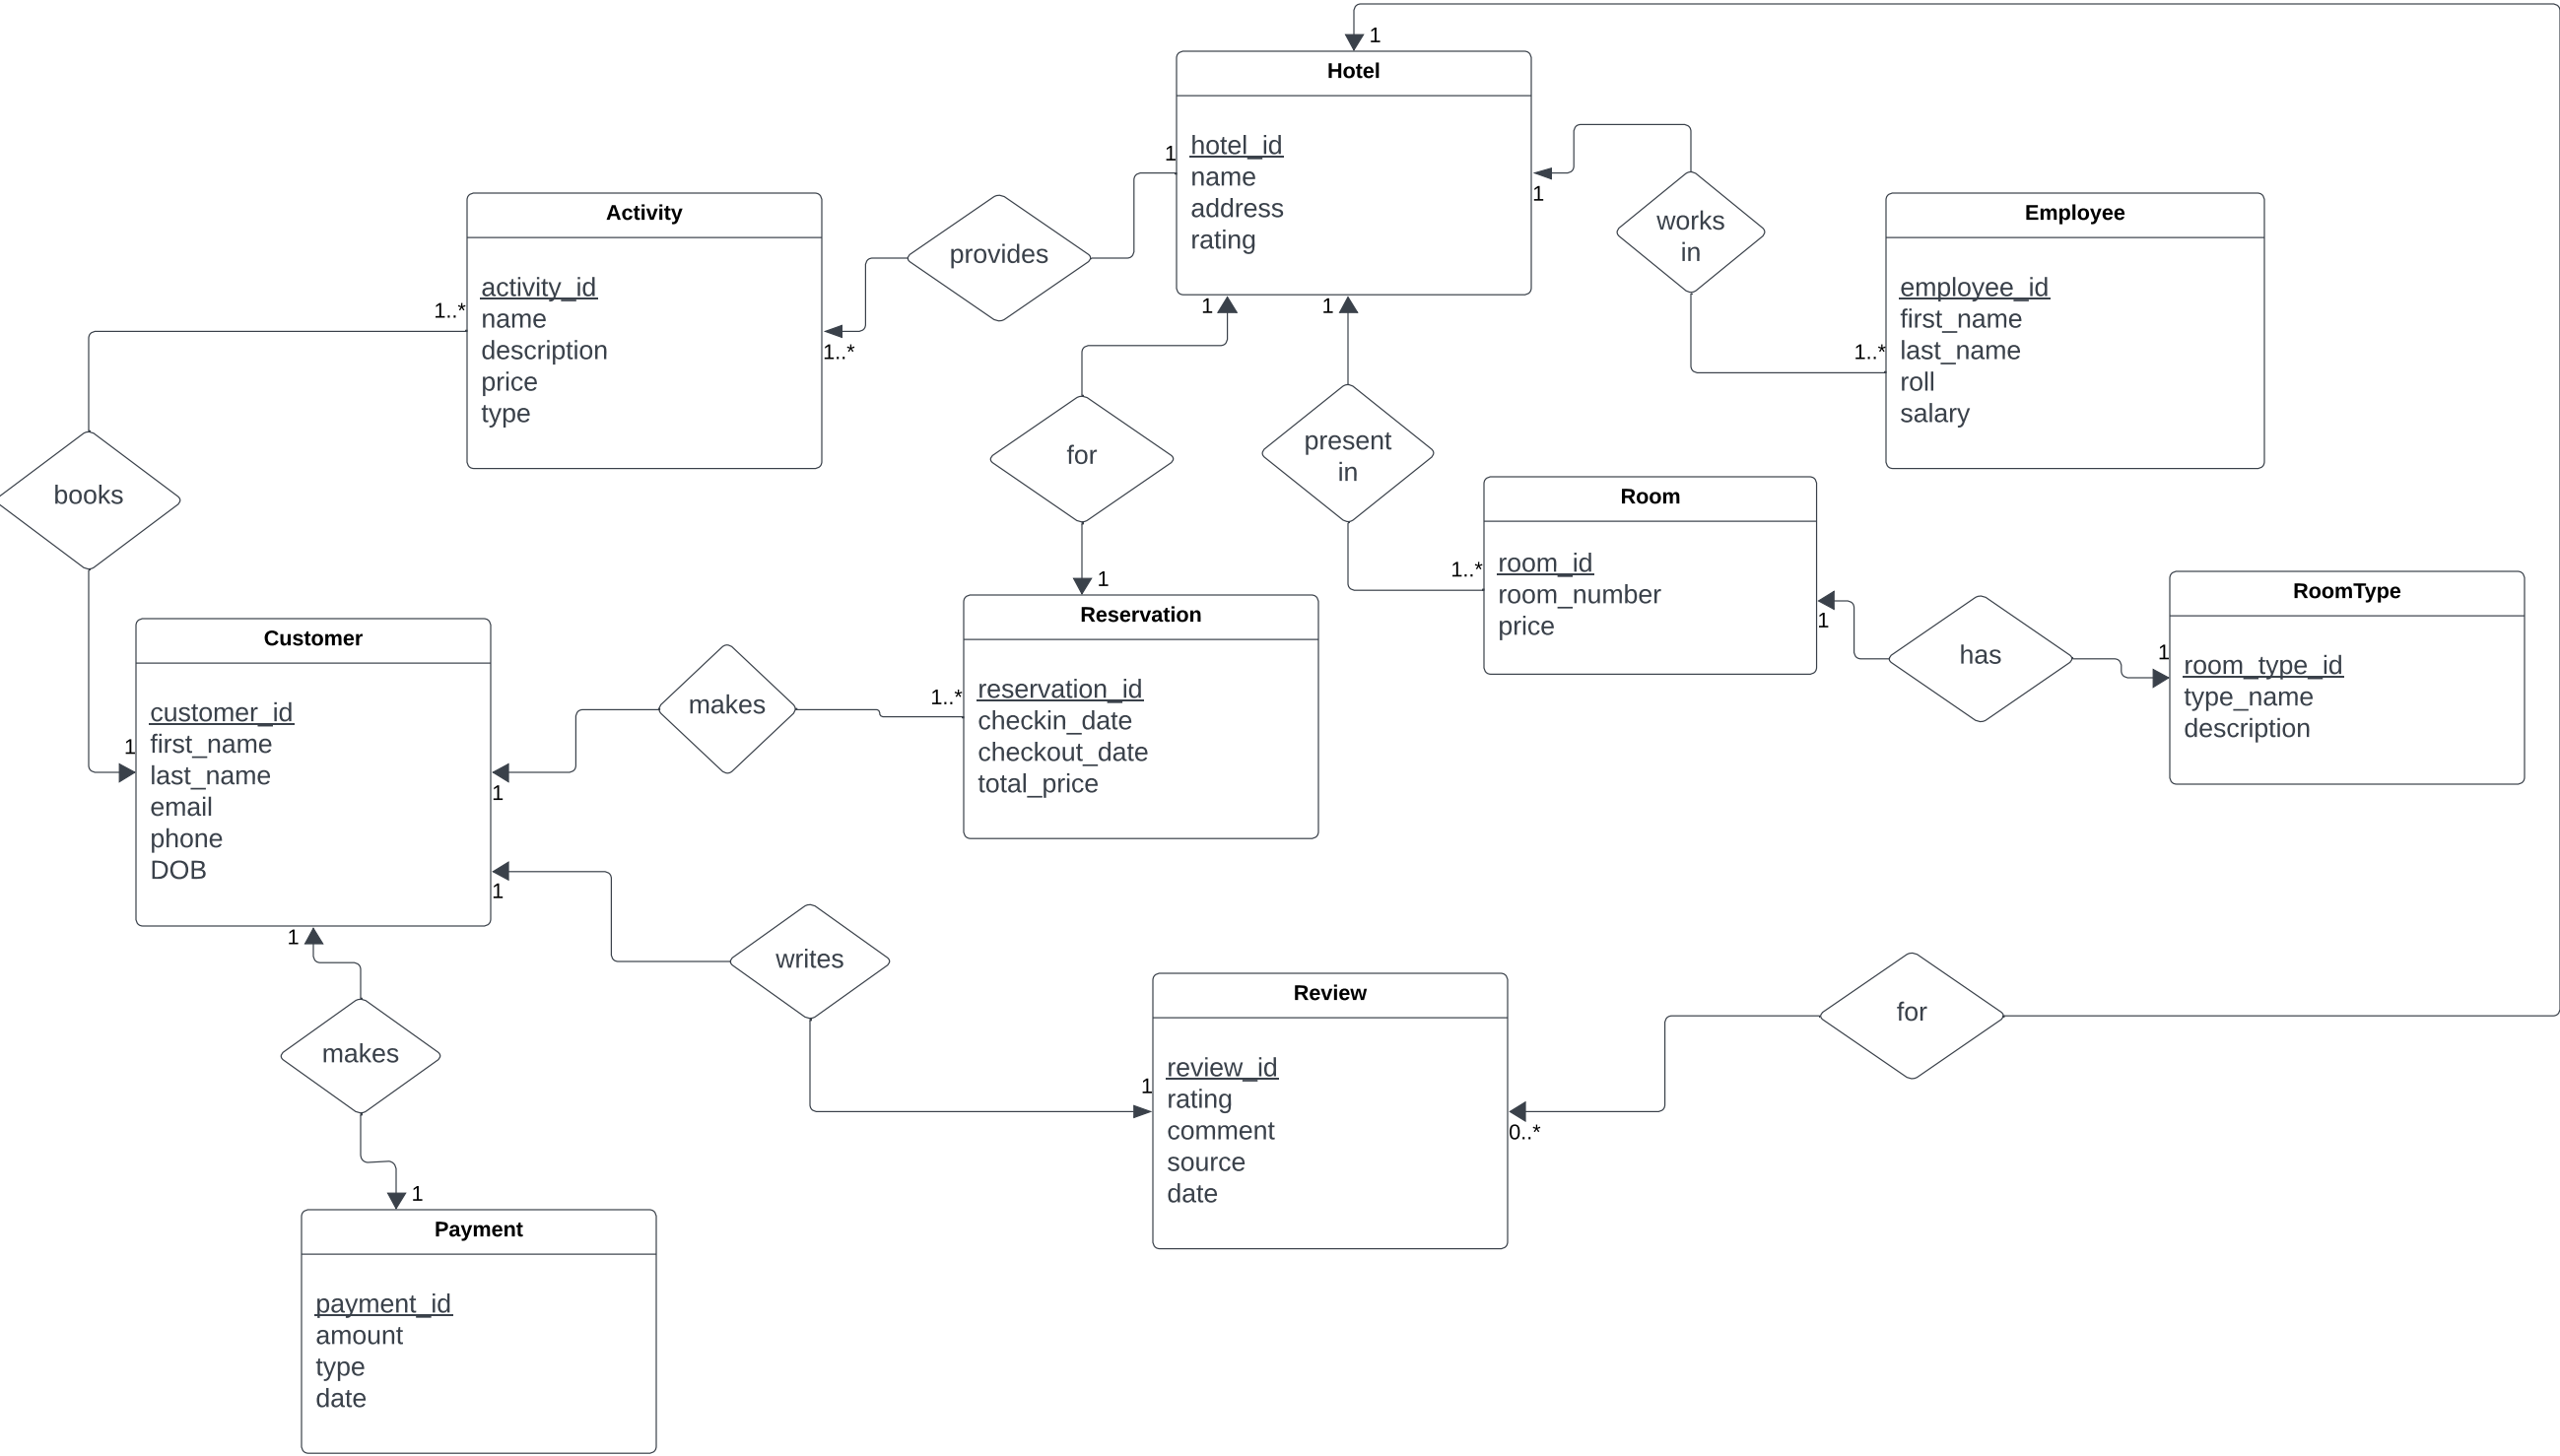 1
Hotel
hotel_id
name
address
rating
1
1
1
1
provides
works
in
Employee
employee_id
first_name
last_name
roll
salary
1..*
Activity
activity_id
name
description
price
type
1..*
1..*
books
for
present
in
Room
room_id
room_number
price
1..*
1
has
RoomType
room_type_id
type_name
description
1
1
Reservation
reservation_id
checkin_date
checkout_date
total_price
1..*
makes
Customer
customer_id
first_name
last_name
email
phone
DOB
1
1
1
1
writes
makes
Review
review_id
rating
comment
source
date
1
0..*
for
1
Payment
payment_id
amount
type
date